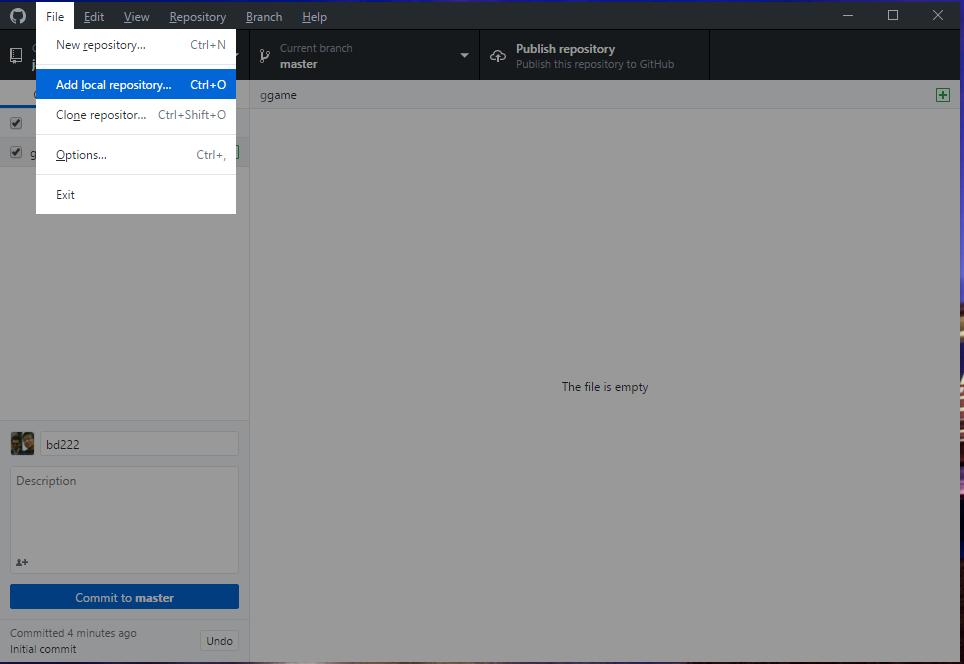 File Edit View Repository Branch Help
New repository... Ctrl+N
Add local repository... Ctrl+O
Clone repositor... Ctrl+Shift+O
Options... Ctrl+,
Exit
Current branch
master
Publish repository
Publish this repository to GitHub
ggame
The file is empty
bd222
Description
Commit to master
Committed 4 minutes ago
Initial commit
Undo